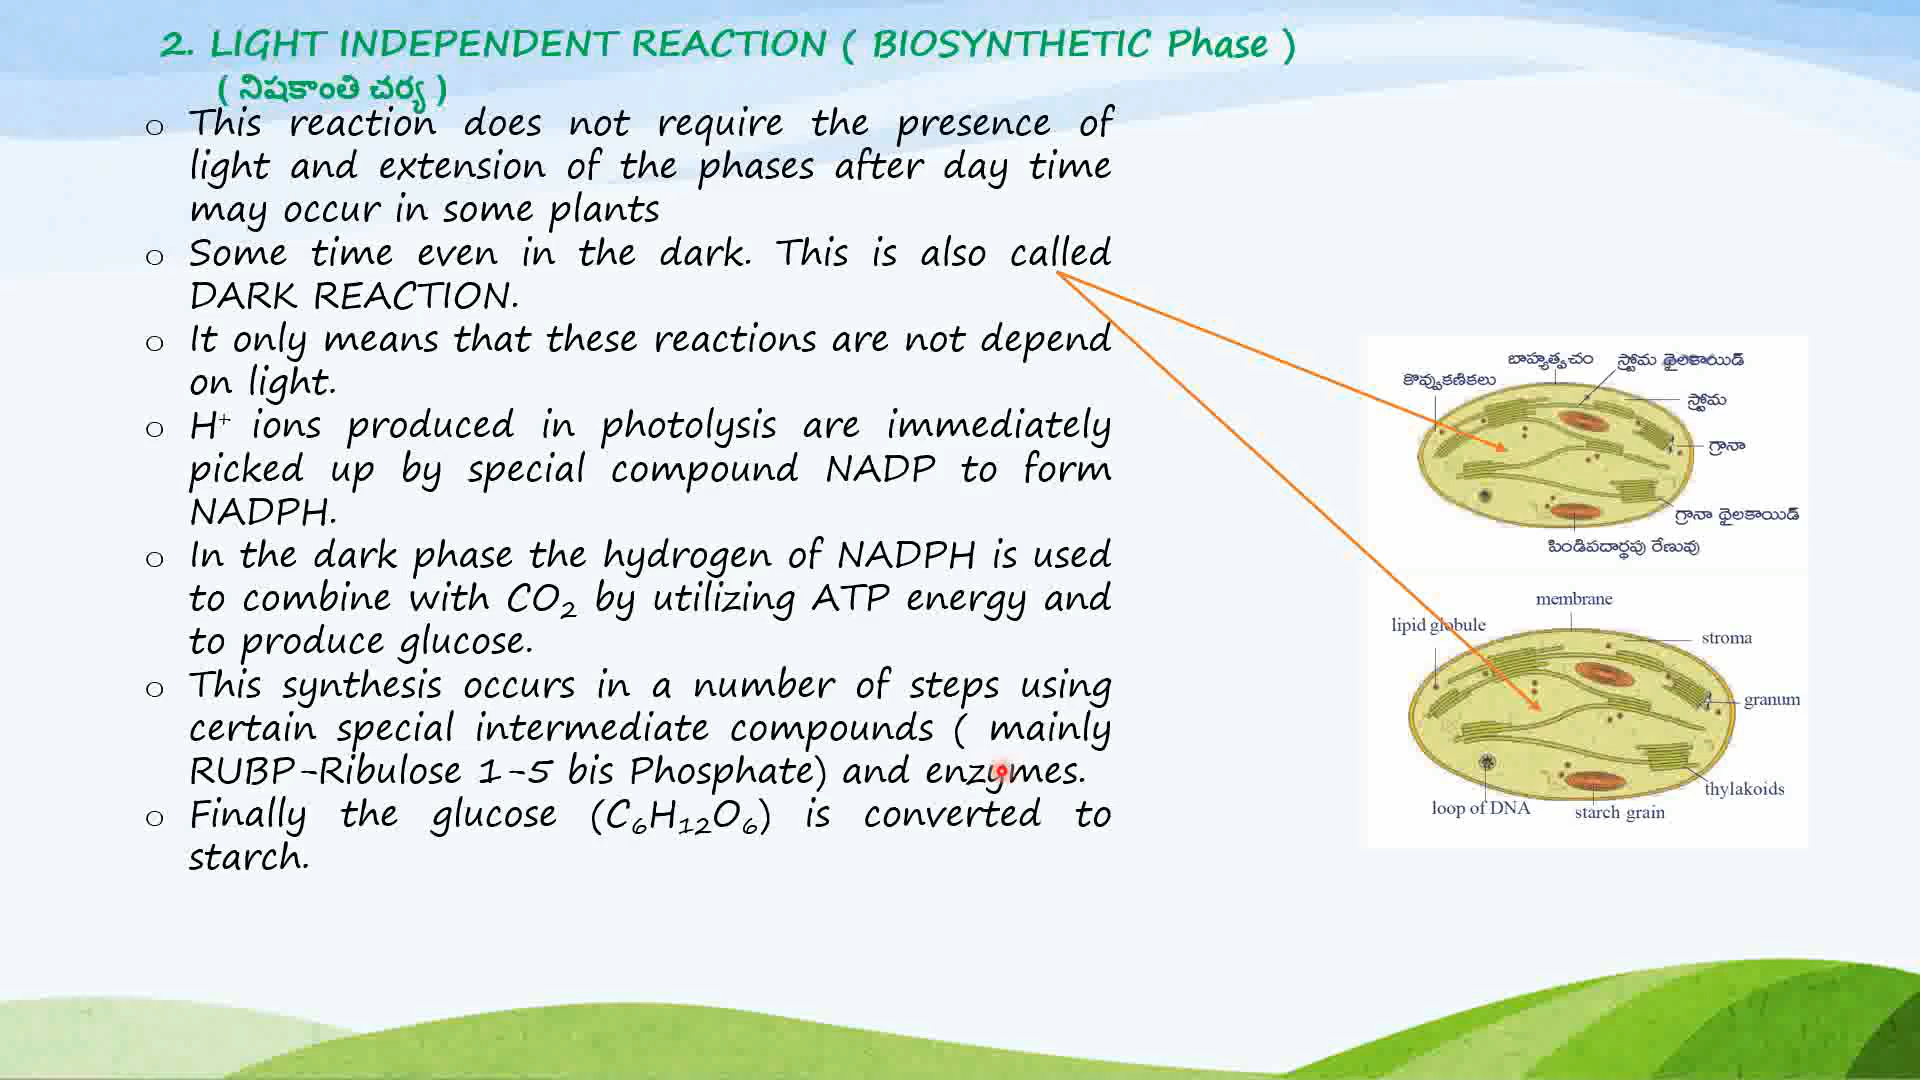 2. LIGHT INDEPENDENT REACTION ( BIOSYNTHETIC Phase )
( నిషకాంతి చర్య )
o This reaction does not require the presence of
light and extension of the phases after day time
may occur in some plants
o Some time even in the dark. This is also called
DARK REACTION.
o It only means that these reactions are not depend
on light.
o H⁺ ions produced in photolysis are immediately
picked up by special compound NADP to form
NADPH.
o In the dark phase the hydrogen of NADPH is used
to combine with CO₂ by utilizing ATP energy and
to produce glucose.
o This synthesis occurs in a number of steps using
certain special intermediate compounds ( mainly
RUBP-Ribulose 1-5 bis Phosphate) and enzymes.
o Finally the glucose (C₆H₁₂O₆) is converted to
starch.
బాహ్యత్వచం
స్ట్రోమ థైలకాయిడ్
కొవ్వుకణికలు
స్ట్రోమ
గ్రానా
గ్రానా థైలకాయిడ్
పిండిపదార్థపు రేణువు
membrane
lipid globule
stroma
granum
thylakoids
loop of DNA
starch grain